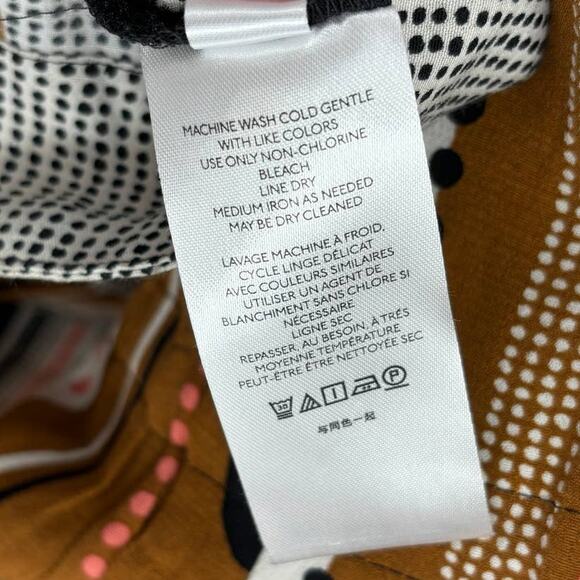 MACHINE WASH COLD GENTLE
WITH LIKE COLORS
USE ONLY NON-CHLORINE
BLEACH
LINE DRY
MEDIUM IRON AS NEEDED
MAY BE DRY CLEANED
LAVAGE MACHINE À FROID,
CYCLE LINGE DÉLICAT
AVEC COULEURS SIMILAIRES
UTILISER UN AGENT DE
BLANCHIMENT SANS CHLORE SI
NÉCESSAIRE
LIGNE SEC
REPASSER, AU BESOIN, À TRÉS
MOYENNE TEMPÉRATURE
PEUT-ÊTRE ÊTRE NETTOYÉE SEC
30 P
与同色一起